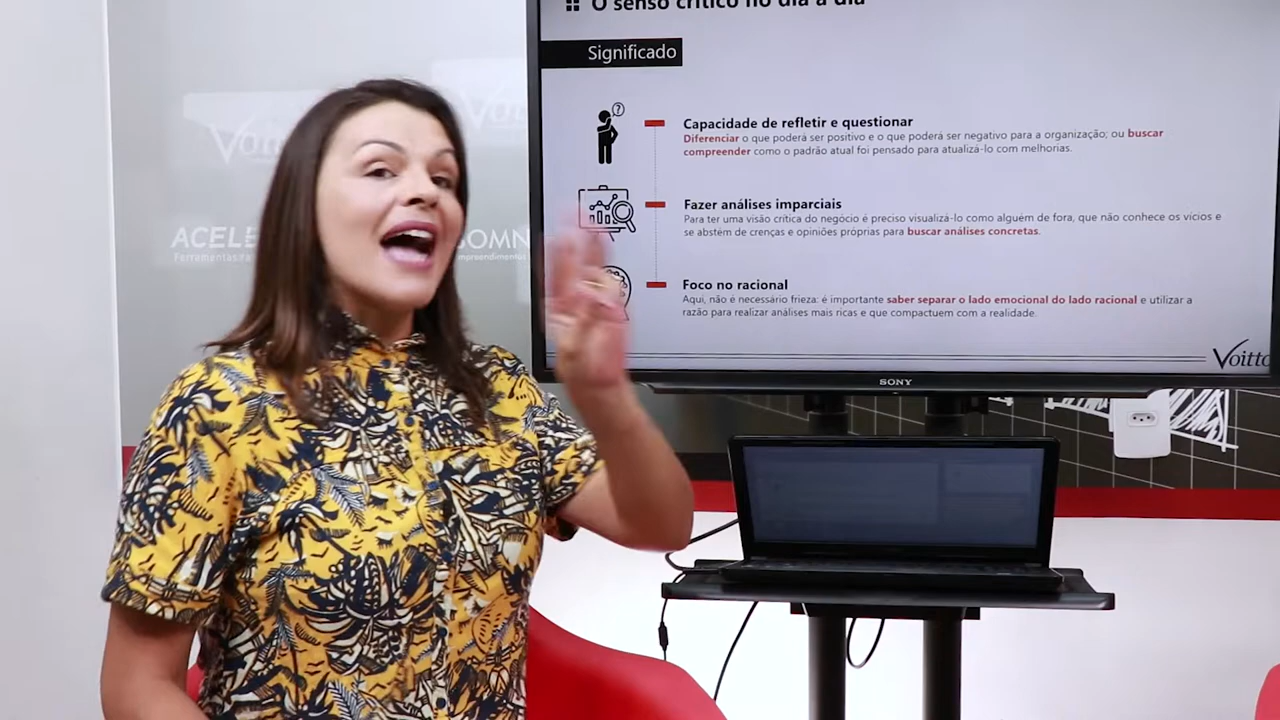 O senso crítico no dia a dia
Significado
Capacidade de refletir e questionar
Diferenciar o que poderá ser positivo e o que poderá ser negativo para a organização; ou buscar
compreender como o padrão atual foi pensado para atualizá-lo com melhorias.
Fazer análises imparciais
Para ter uma visão crítica do negócio é preciso visualizá-lo como alguém de fora, que não conhece os vícios e
se abstém de crenças e opiniões próprias para buscar análises concretas.
Foco no racional
Aqui, não é necessário frieza: é importante saber separar o lado emocional do lado racional e utilizar a
razão para realizar análises mais ricas e que compactuem com a realidade.
Voitto
SONY
ACELE
Ferramentas